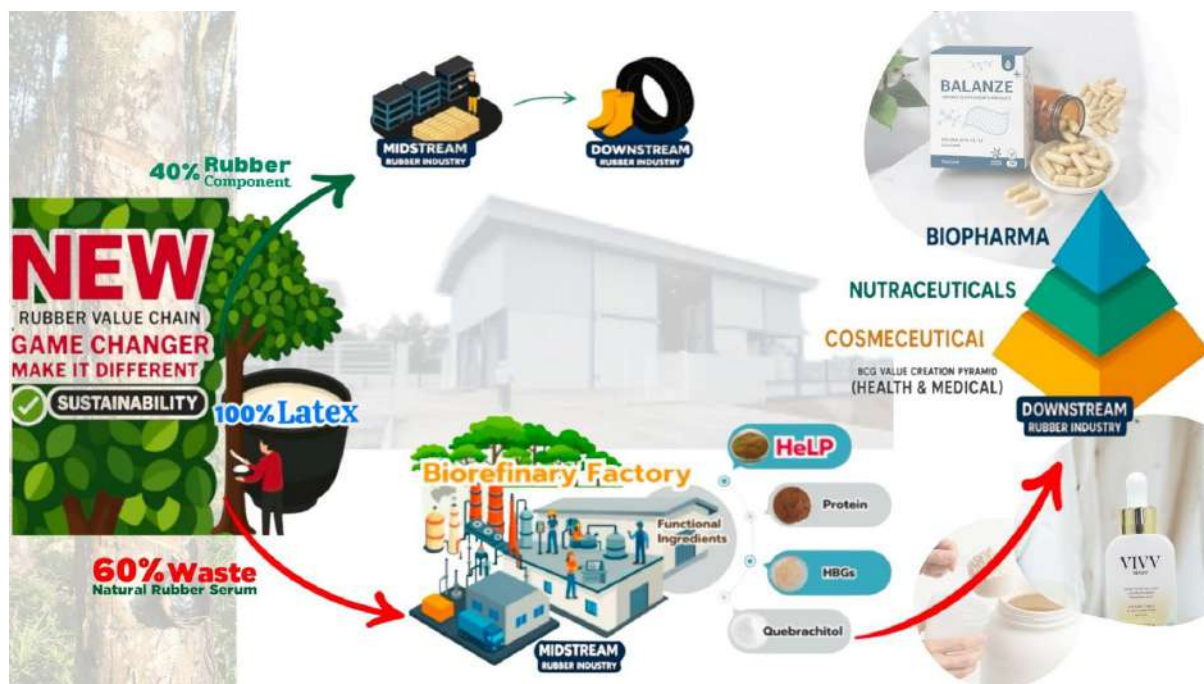 40% Rubber
Component
MIDSTREAM
RUBBER INDUSTRY
DOWNSTREAM
RUBBER INDUSTRY
BALANZE
NEW
RUBBER VALUE CHAIN
GAME CHANGER
MAKE IT DIFFERENT
SUSTAINABILITY
100% Latex
BIOPHARMA
NUTRACEUTICALS
COSMECEUTICAL
BCG VALUE CREATION PYRAMID
(HEALTH & MEDICAL)
DOWNSTREAM
RUBBER INDUSTRY
Biorefinary Factory
Functional
Ingredients
HeLP
Protein
HBGs
Quebrachitol
MIDSTREAM
RUBBER INDUSTRY
60% Waste
Natural Rubber Serum
VIVV